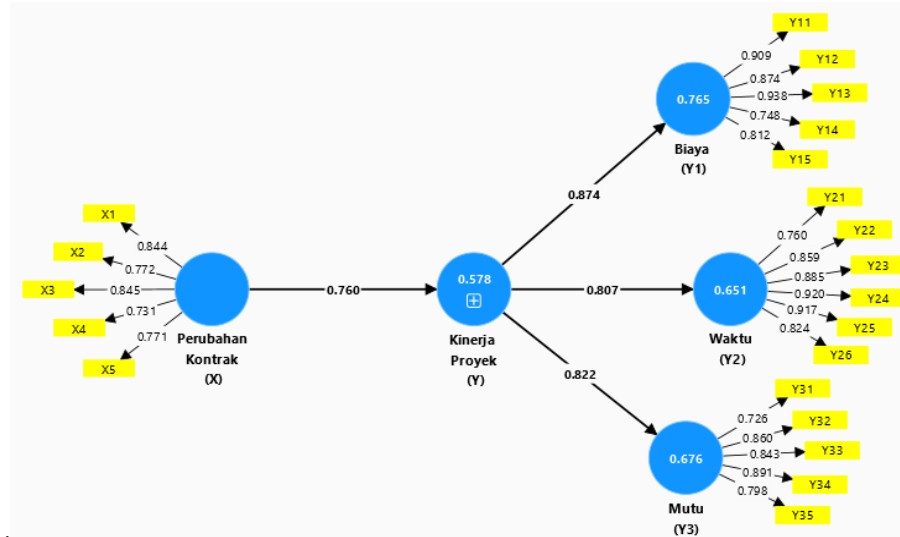 X1
X2
X3
X4
X5
0.844
0.772
0.845
0.731
0.771
Perubahan
Kontrak
(X)
0.760
0.578
Kinerja
Proyek
(Y)
0.874
0.807
0.822
0.765
Biaya
(Y1)
0.909
0.874
0.938
0.748
0.812
Y11
Y12
Y13
Y14
Y15
0.651
Waktu
(Y2)
0.760
0.859
0.885
0.920
0.917
0.824
Y21
Y22
Y23
Y24
Y25
Y26
0.676
Mutu
(Y3)
0.726
0.860
0.843
0.891
0.798
Y31
Y32
Y33
Y34
Y35